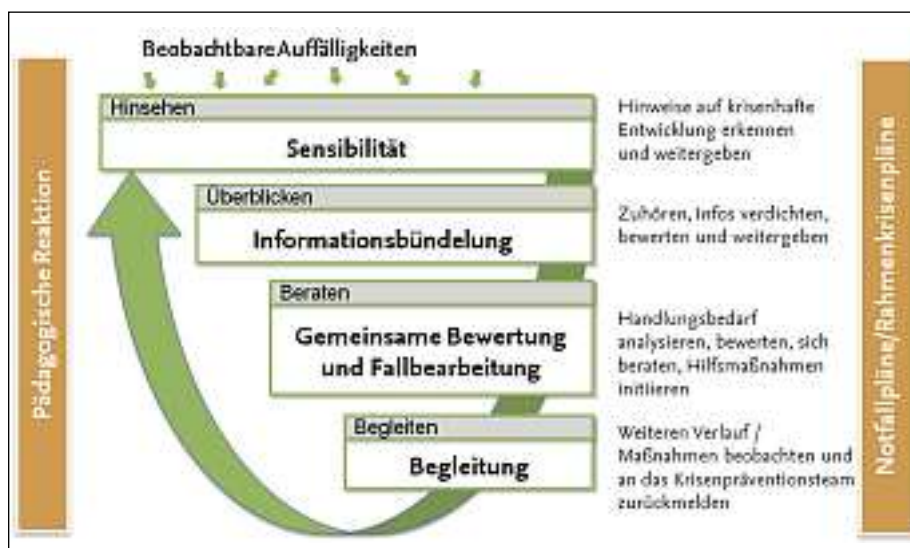 Beobachtbare Auffälligkeiten
Pädagogische Reaktion
Hinsehen
Sensibilität
Hinweise auf krisenhafte
Entwicklung erkennen
und weitergeben
Überblicken
Informationsbündelung
Zuhören, Infos verdichten,
bewerten und weitergeben
Beraten
Gemeinsame Bewertung
und Fallbearbeitung
Handlungsbedarf
analysieren, bewerten, sich
beraten, Hilfsmaßnahmen
initiieren
Begleiten
Begleitung
Weiteren Verlauf /
Maßnahmen beobachten und
an das Krisenpräventionsteam
zurückmelden
Notfallpläne/Rahmenkrisenpläne